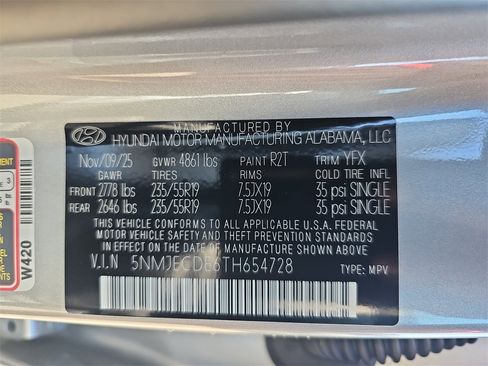 MANUFACTURED BY
HYUNDAI MOTOR MANUFACTURING ALABAMA, LLC
Nov/09/25 GVWR 4861 lbs PAINT R2T TRIM YFX
GAWR TIRES RIMS COLD TIRE INFL
FRONT 2778 lbs 235/55R19 7.5JX19 35 psi SINGLE
REAR 2646 lbs 235/55R19 7.5JX19 35 psi SINGLE
THIS VEHICLE CONFORMS TO ALL APPLICABLE U.S.A. FEDERAL
MOTOR VEHICLE SAFETY AND THEFT PREVENTION STANDARDS
IN EFFECT ON THE DATE OF MANUFACTURE SHOWN ABOVE.
V.I.N 5NMJECDE6TH654728 TYPE: MPV
W420